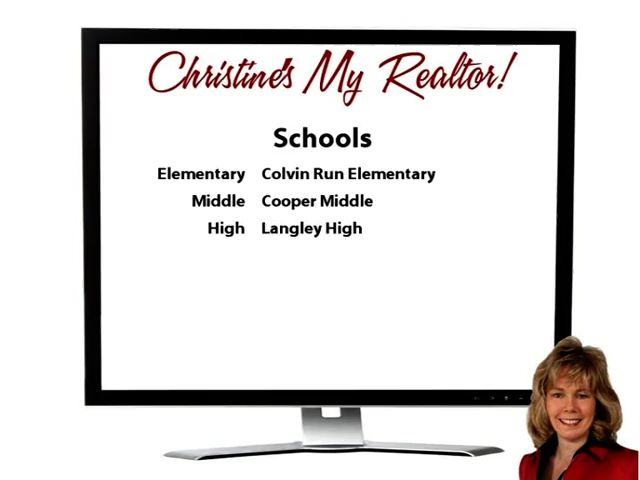 Christine's My Realtor!
Schools
Elementary Colvin Run Elementary
Middle Cooper Middle
High Langley High